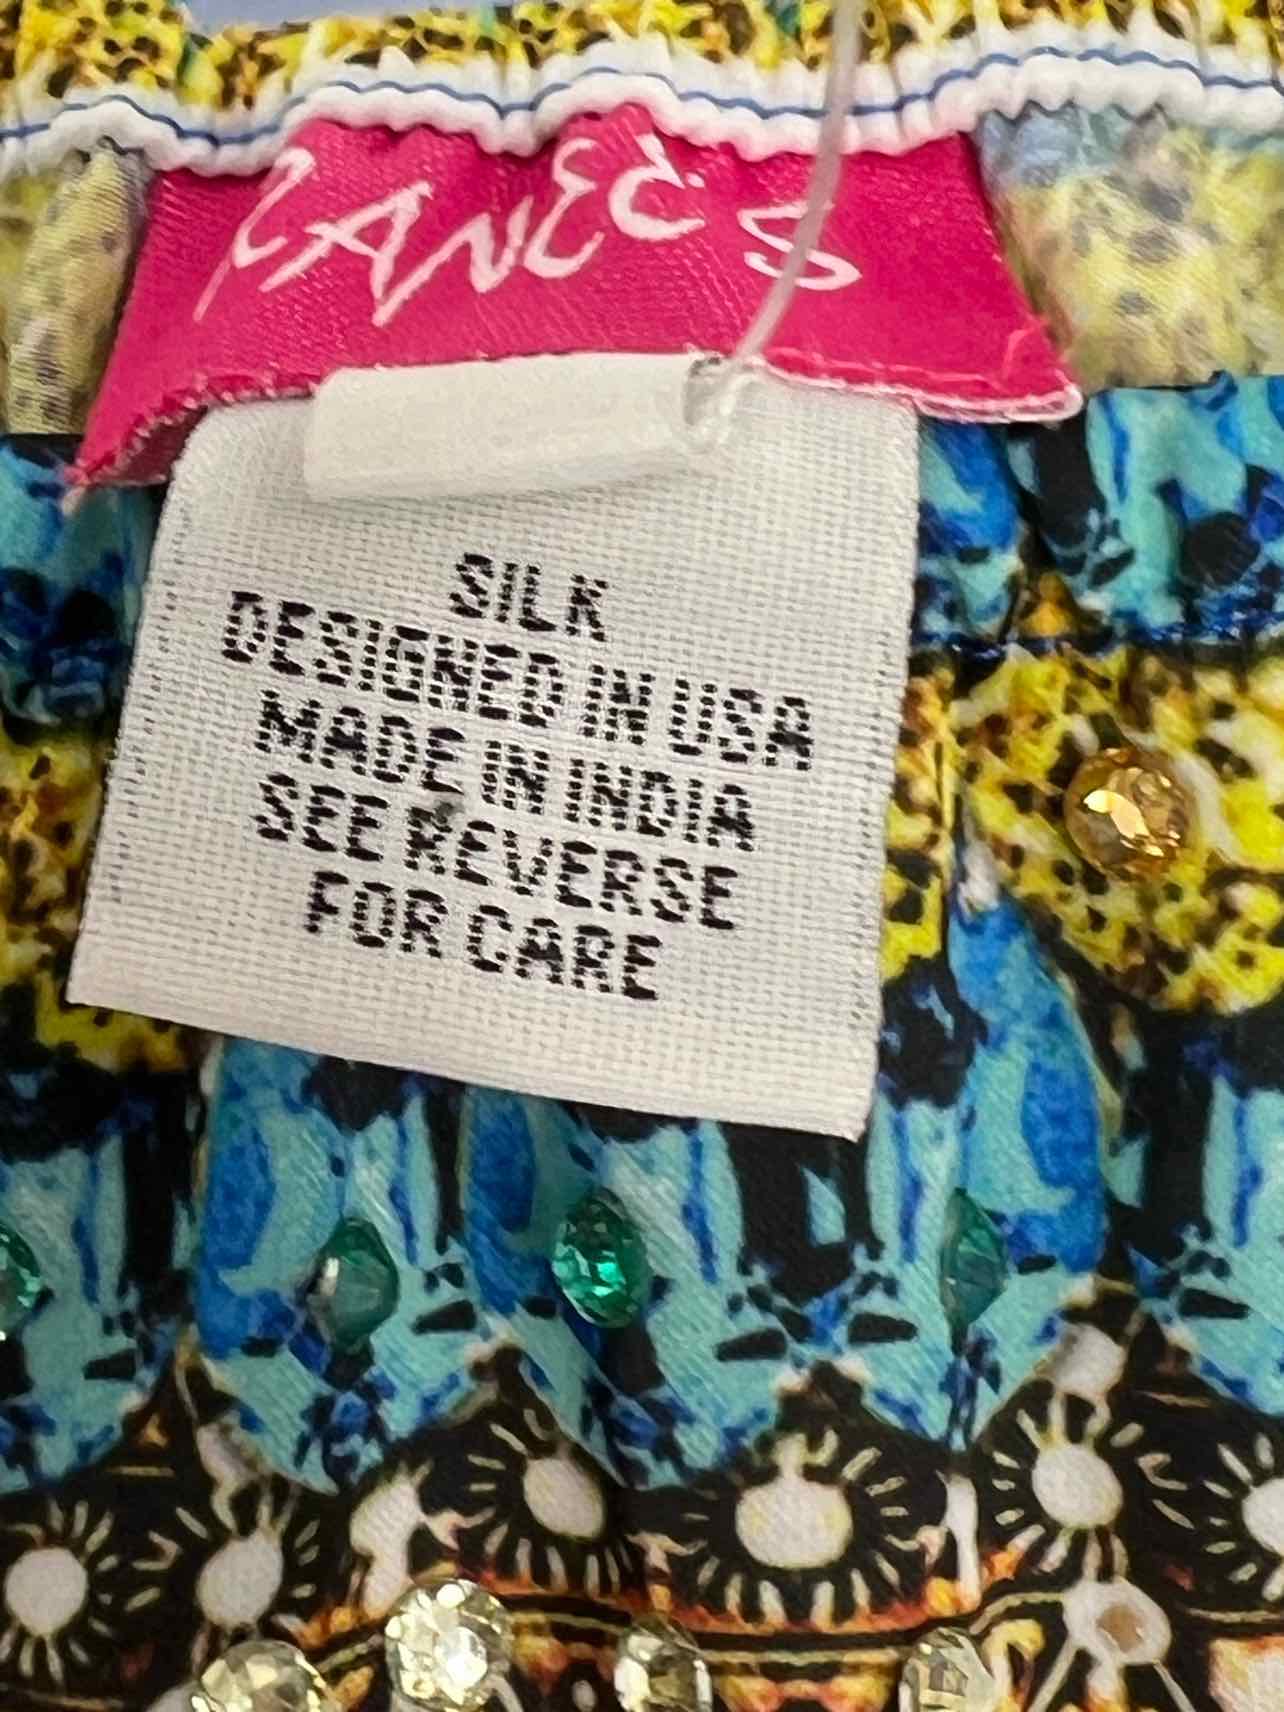 RANEE'S
SILK
DESIGNED IN USA
MADE IN INDIA
SEE REVERSE
FOR CARE